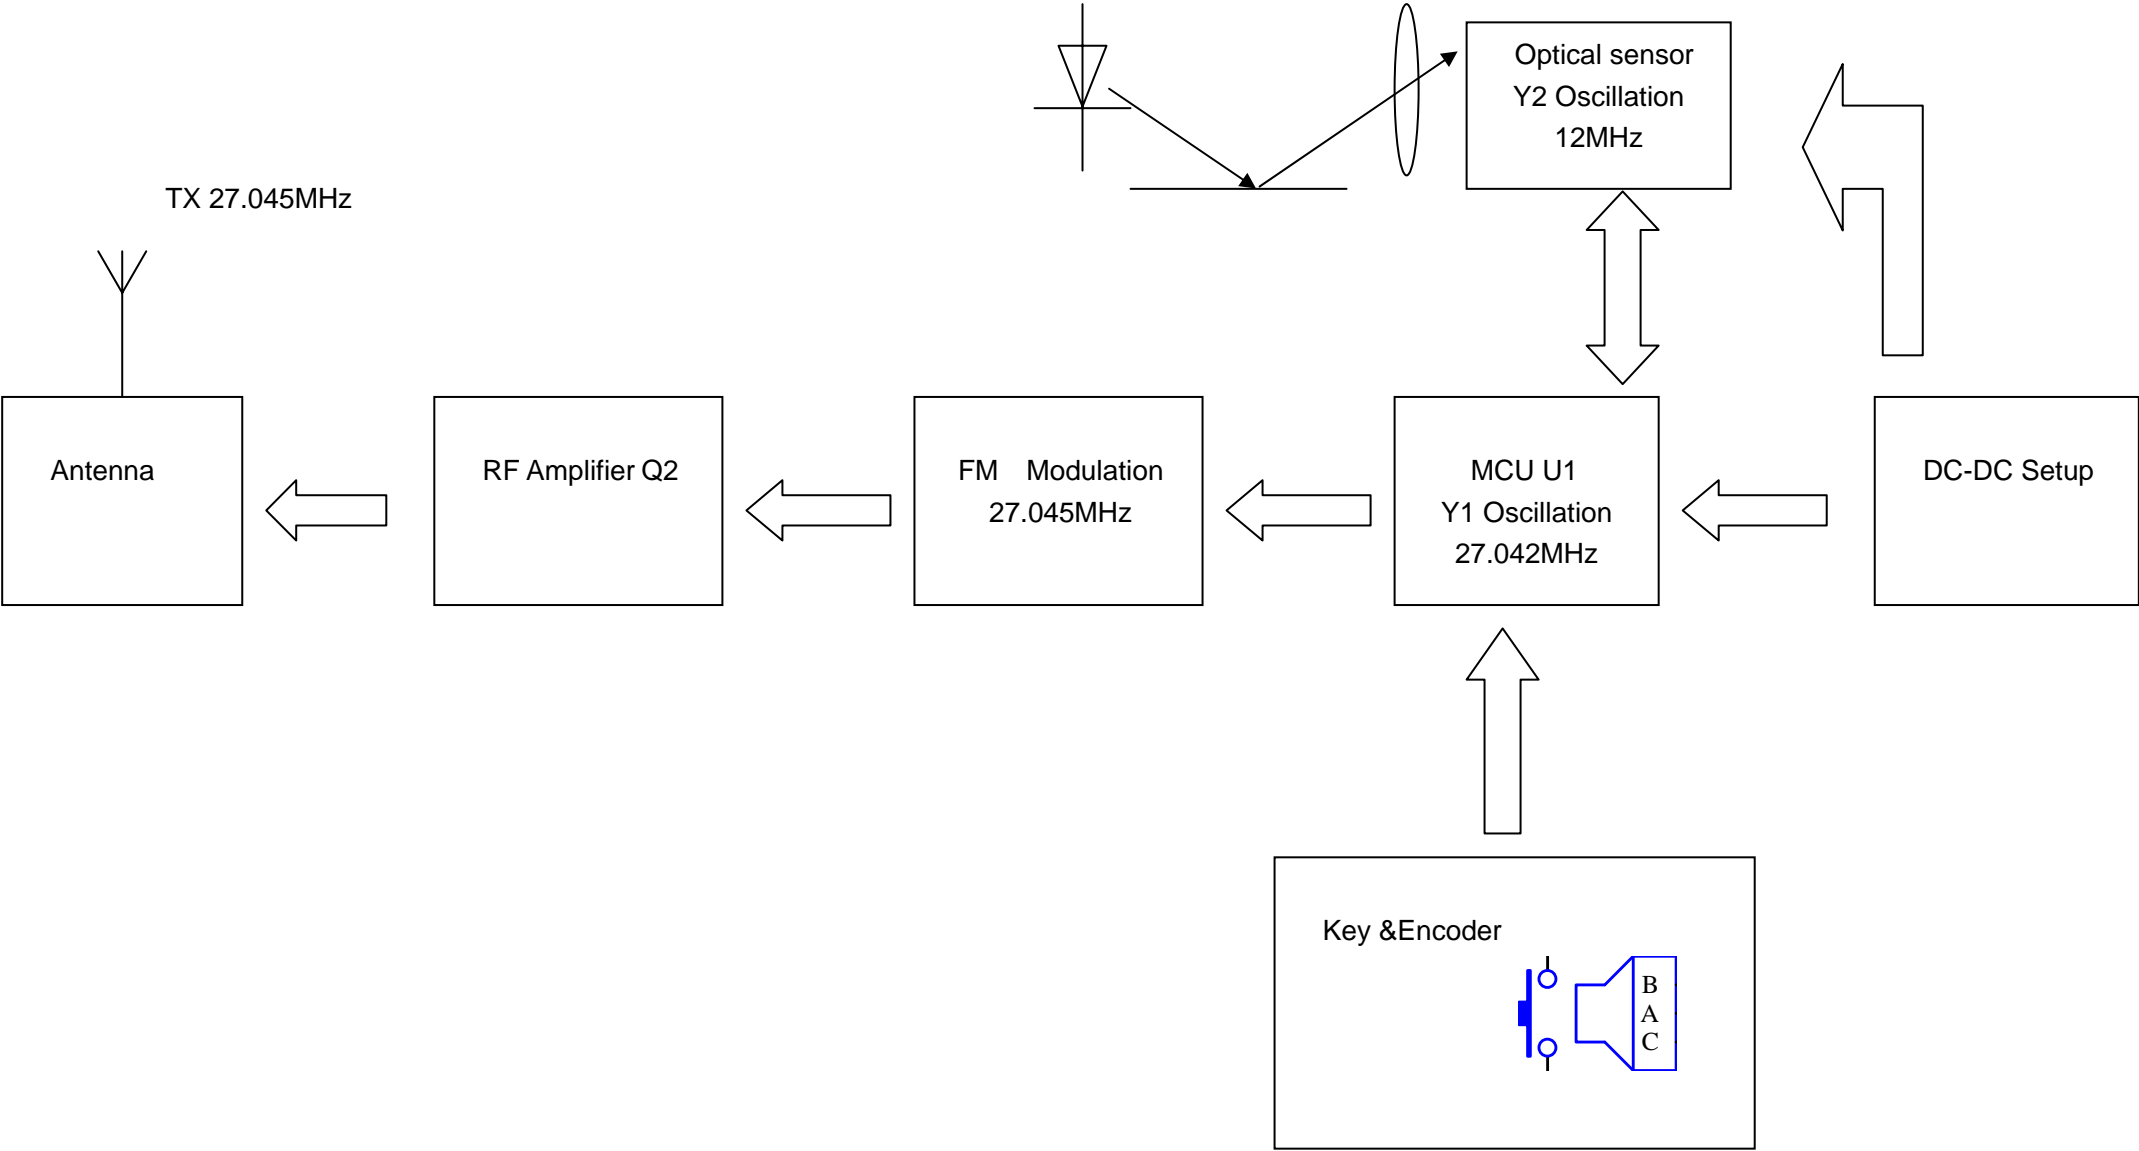 Optical sensor
Y2 Oscillation
12MHz
TX 27.045MHz
Antenna
RF Amplifier Q2
FM Modulation
27.045MHz
MCU U1
Y1 Oscillation
27.042MHz
DC-DC Setup
Key &Encoder
B
A
C